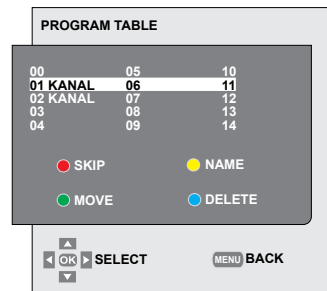 PROGRAM TABLE
00 05 10
01 KANAL 06 11
02 KANAL 07 12
03 08 13
04 09 14
SKIP NAME
MOVE DELETE
OK SELECT MENU BACK